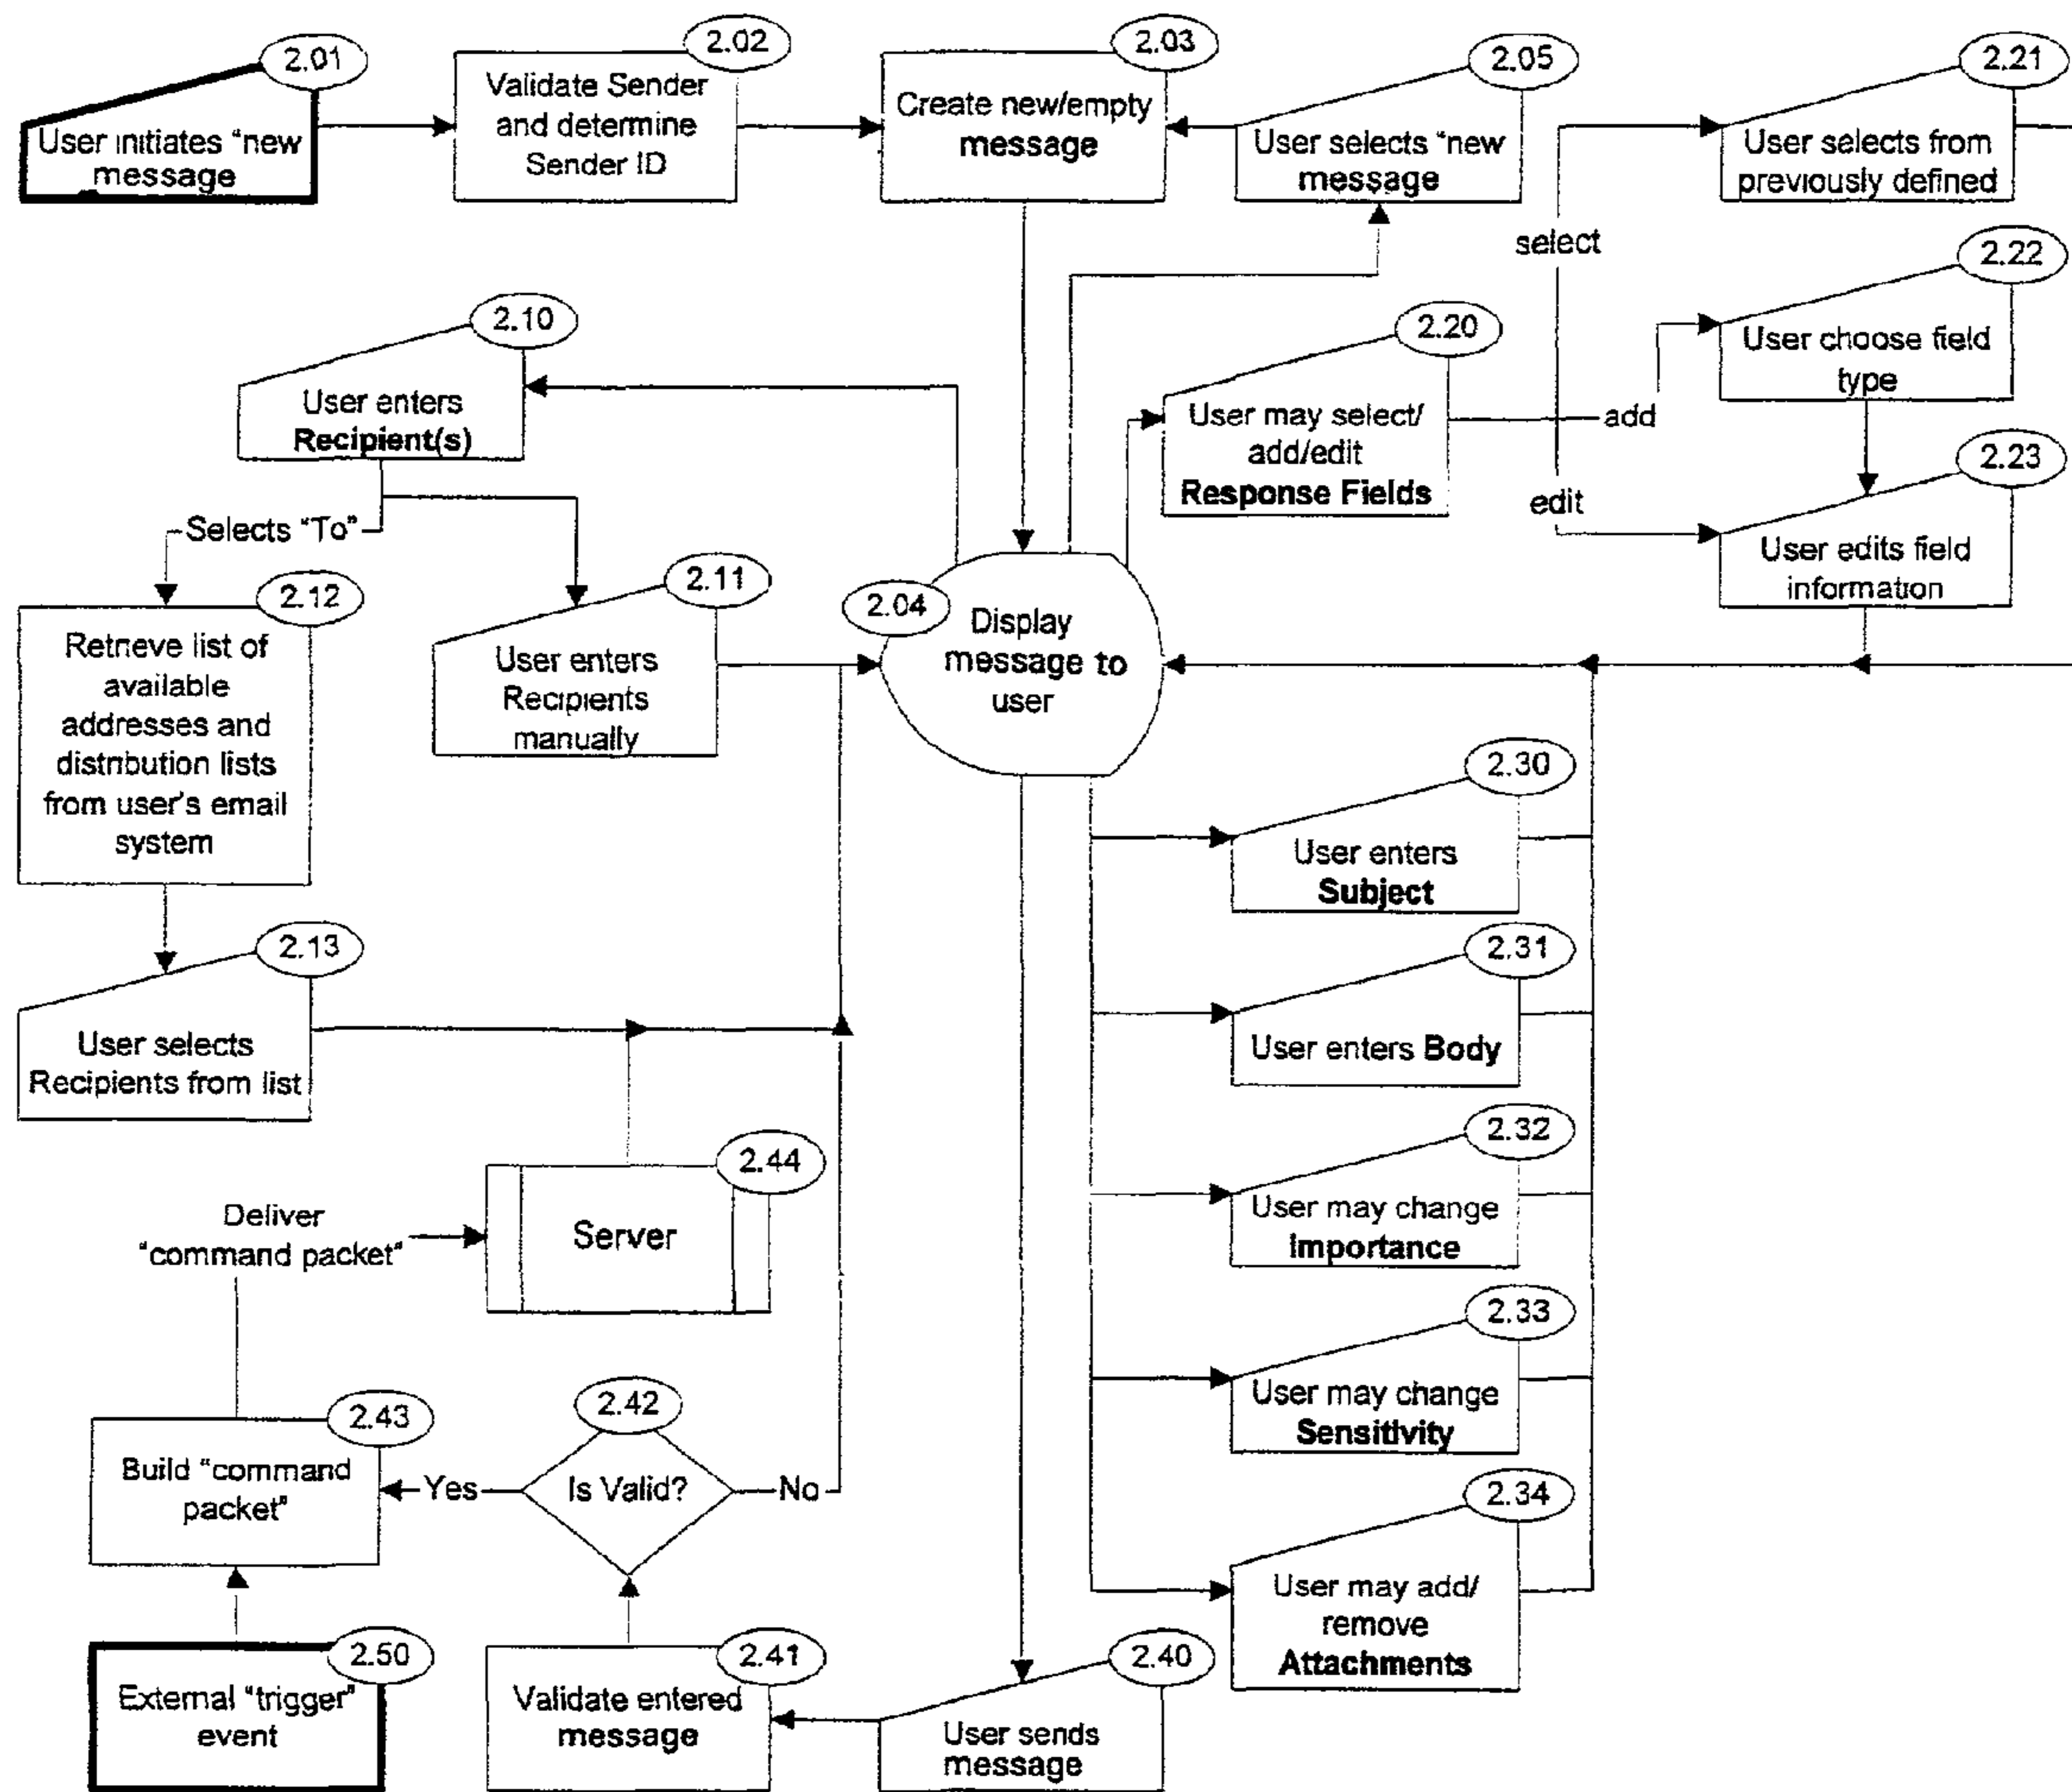 2.01
User initiates "new
message
2.02
Validate Sender
and determine
Sender ID
2.03
Create new/empty
message
2.05
User selects "new
message
2.21
User selects from
previously defined
select
2.22
User choose field
type
2.10
User enters
Recipient(s)
2.20
User may select/
add/edit
Response Fields
add
edit
2.23
User edits field
information
Selects "To"
2.12
Retrieve list of
available
addresses and
distribution lists
from user's email
system
2.11
User enters
Recipients
manually
2.04
Display
message to
user
2.30
User enters
Subject
2.13
User selects
Recipients from list
2.31
User enters Body
2.44
Server
Deliver
"command packet"
2.32
User may change
Importance
2.33
User may change
Sensitivity
2.43
Build "command
packet"
Yes
2.42
Is Valid?
No
2.34
User may add/
remove
Attachments
2.50
External "trigger"
event
2.41
Validate entered
message
2.40
User sends
message